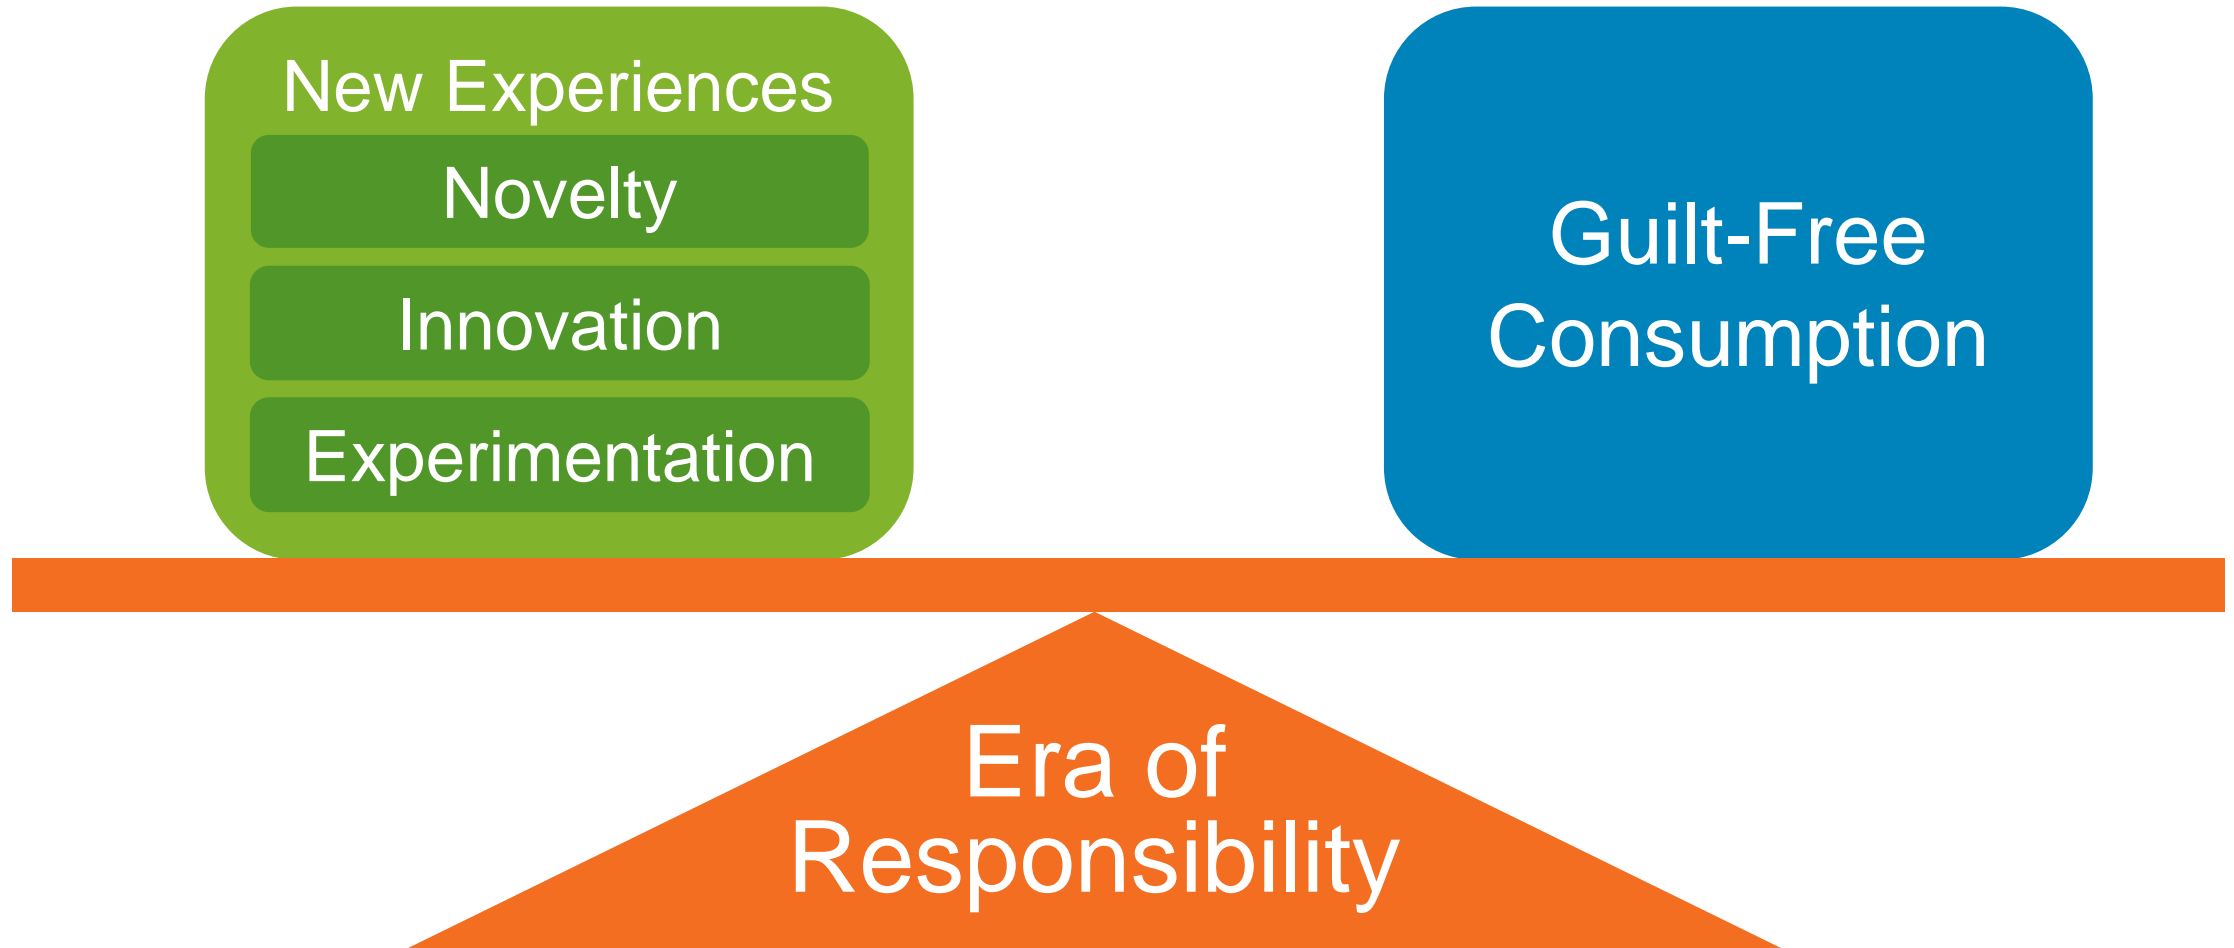 New Experiences
Novelty
Innovation
Experimentation
Guilt-Free
Consumption
Era of
Responsibility